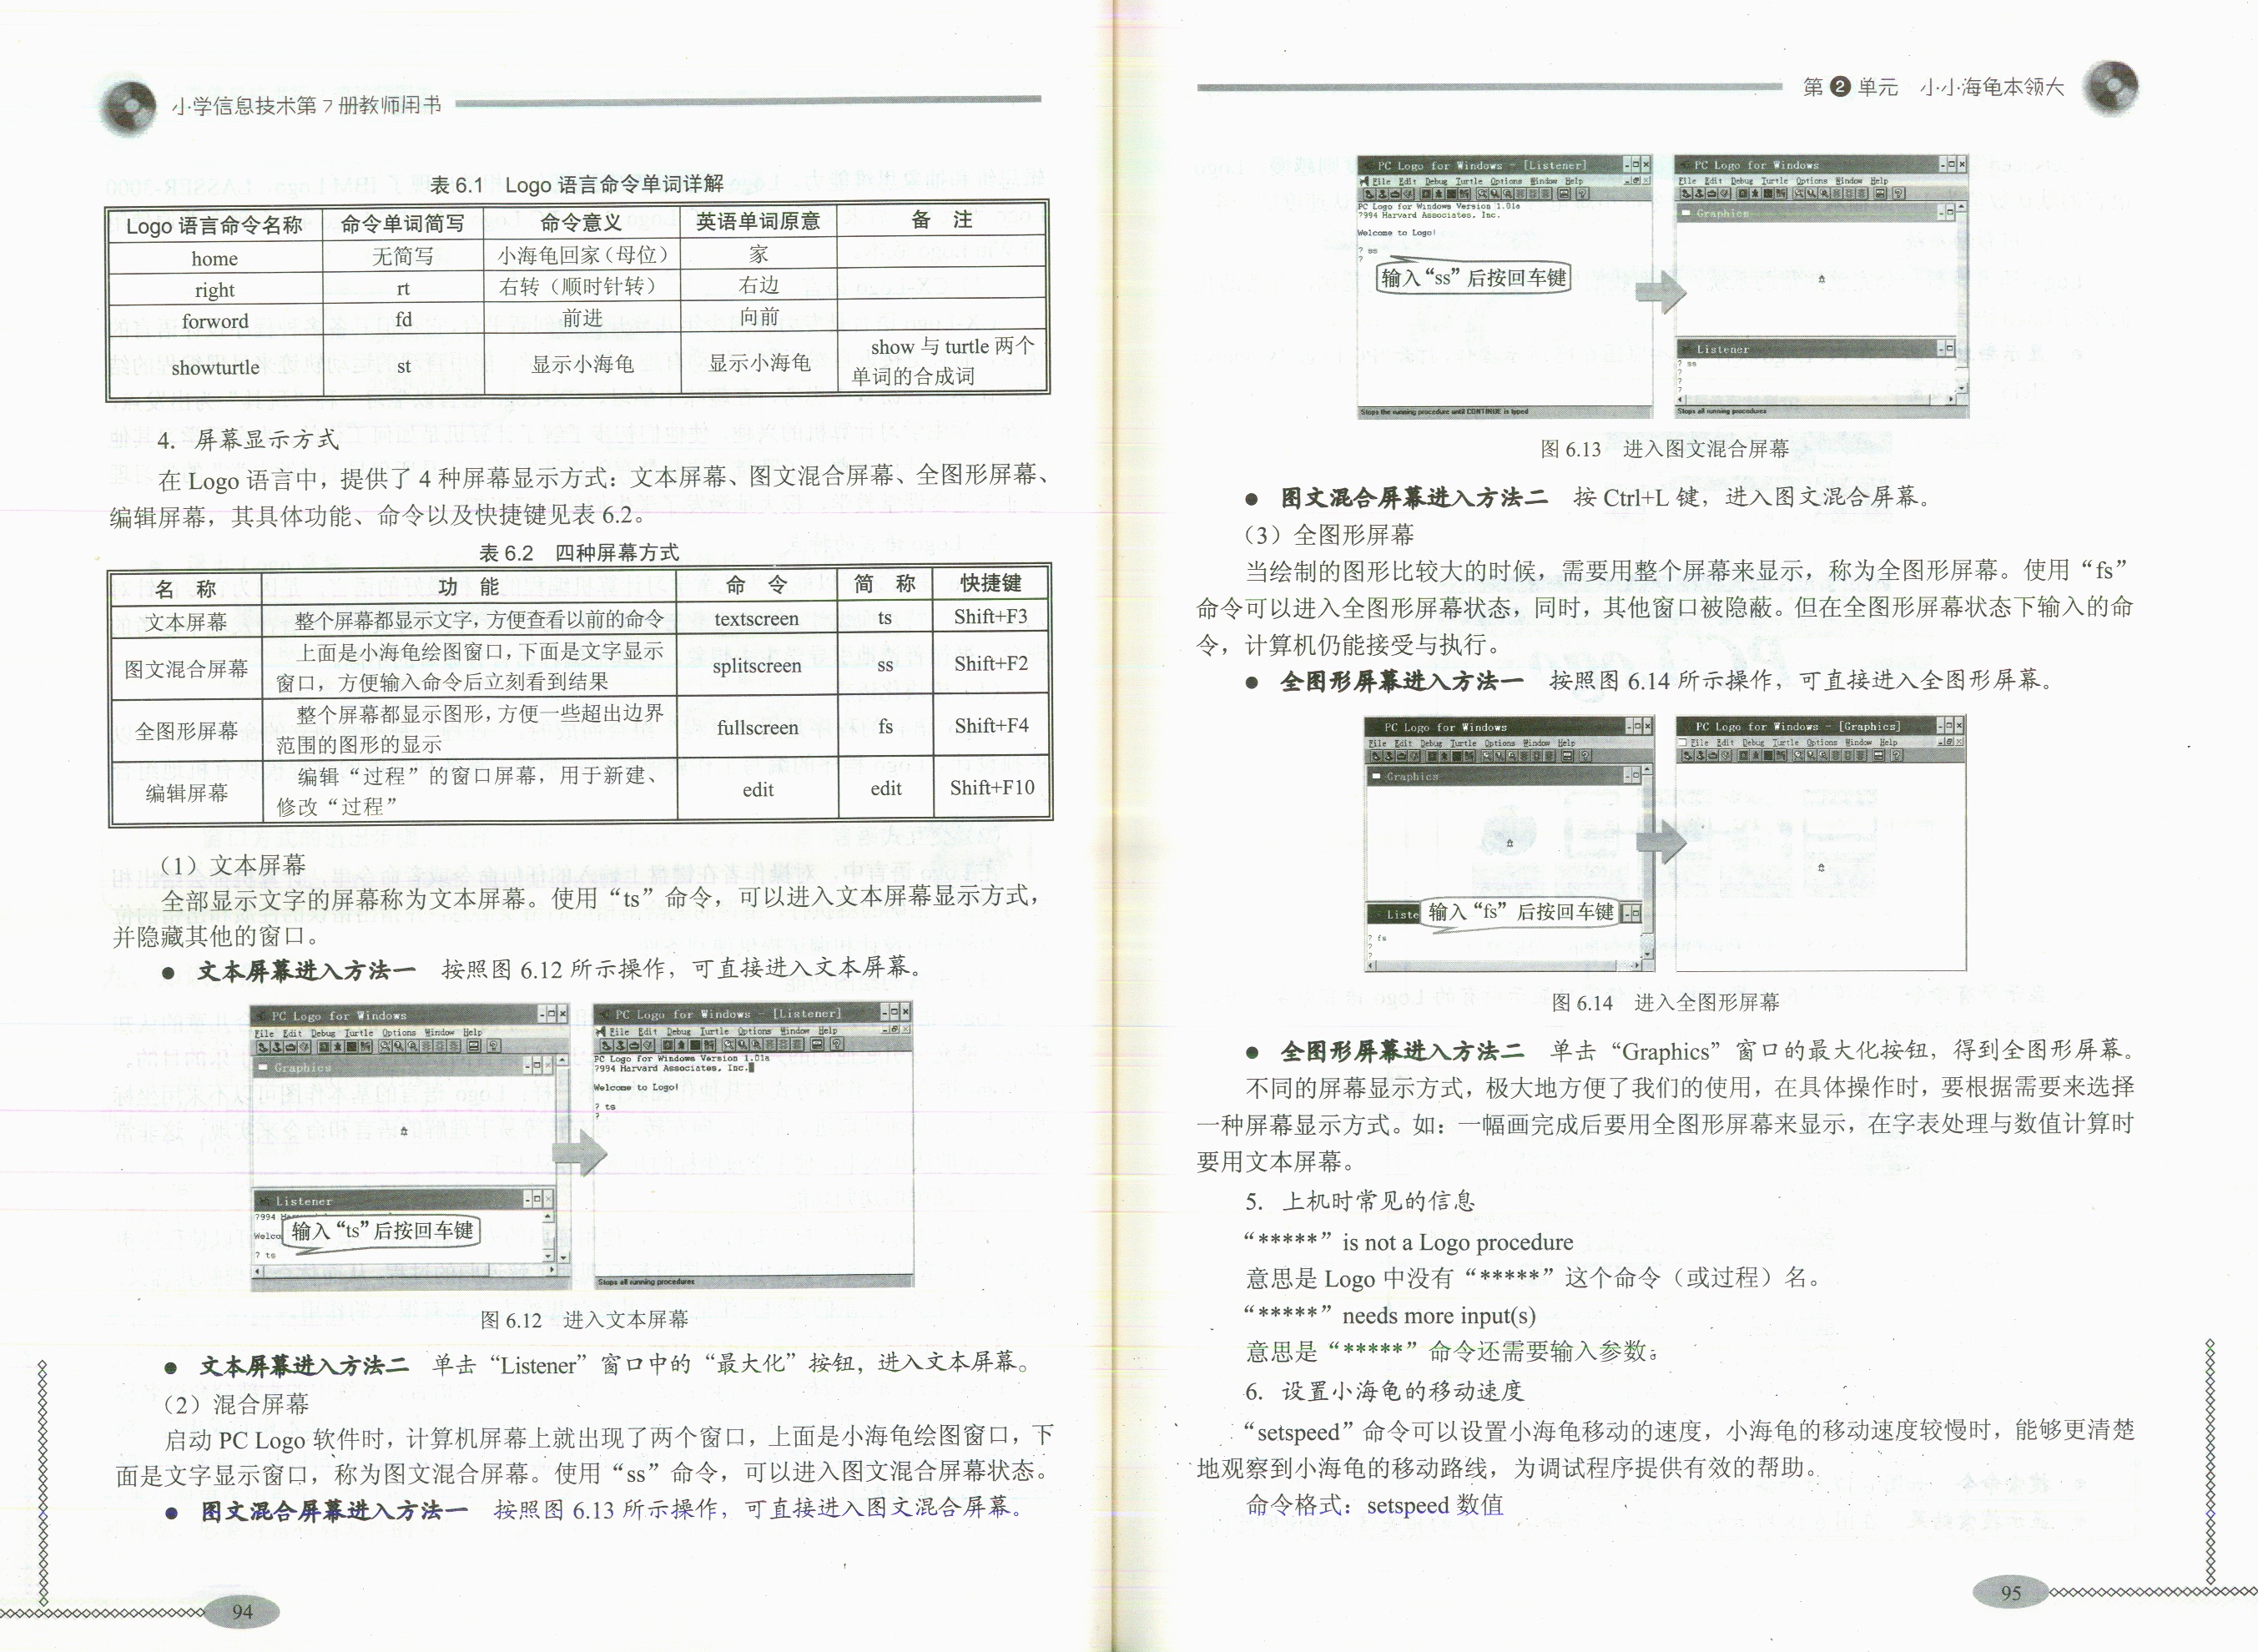 小学信息技术第7册教师用书
表6.1 Logo语言命令单词详解
Logo语言命令名称 命令单词简写 命令意义 英语单词原意 备 注
home 无简写 小海龟回家(母位) 家
right rt 右转(顺时针转) 右边
forword fd 前进 向前
showturtle st 显示小海龟 显示小海龟 show 与 turtle 两个
单词的合成词
4. 屏幕显示方式
在 Logo 语言中，提供了 4 种屏幕显示方式：文本屏幕、图文混合屏幕、全图形屏幕、
编辑屏幕，其具体功能、命令以及快捷键见表 6.2。
表 6.2 四种屏幕方式
名 称 功 能 命 令 简 称 快捷键
文本屏幕 整个屏幕都显示文字，方便查看以前的命令 textscreen ts Shift+F3
图文混合屏幕 上面是小海龟绘图窗口，下面是文字显示 splitscreen ss Shift+F2
窗口，方便输入命令后立刻看到结果
全图形屏幕 整个屏幕都显示图形，方便一些超出边界 fullscreen fs Shift+F4
范围的图形的显示
编辑屏幕 编辑“过程”的窗口屏幕，用于新建、 edit edit Shift+F10
修改“过程”
（1）文本屏幕
全部显示文字的屏幕称为文本屏幕。使用“ts”命令，可以进入文本屏幕显示方式，
并隐藏其他的窗口。
● 文本屏幕进入方法一 按照图 6.12 所示操作，可直接进入文本屏幕。
PC Logo for Windows
File Edit Debug Turtle Options Window Help
Graphics
Listener
?994 Har
Welco
输入“ts”后按回车键
? ts
PC Logo for Windows - [Listener]
File Edit Debug Turtle Options Window Help
PC Logo for Windows Version 1.01a
?994 Harvard Associates, Inc.
Welcome to Logo!
? ts
?
Stops all running procedures
图 6.12 进入文本屏幕
● 文本屏幕进入方法二 单击“Listener”窗口中的“最大化”按钮，进入文本屏幕。
（2）混合屏幕
启动 PC Logo 软件时，计算机屏幕上就出现了两个窗口，上面是小海龟绘图窗口，下
面是文字显示窗口，称为图文混合屏幕。使用“ss”命令，可以进入图文混合屏幕状态。
● 图文混合屏幕进入方法一 按照图 6.13 所示操作，可直接进入图文混合屏幕。
94
第2单元 小小海龟本领大
PC Logo for Windows - [Listener]
File Edit Debug Turtle Options Window Help
PC Logo for Windows Version 1.01a
?994 Harvard Associates, Inc.
Welcome to Logo!
? ss
?
输入“ss”后按回车键
Stops the running procedure until CONTINUE is typed
PC Logo for Windows
File Edit Debug Turtle Options Window Help
Graphics
Listener
? ss
?
?
?
Stops all running procedures
图 6.13 进入图文混合屏幕
● 图文混合屏幕进入方法二 按 Ctrl+L 键，进入图文混合屏幕。
（3）全图形屏幕
当绘制的图形比较大的时候，需要用整个屏幕来显示，称为全图形屏幕。使用“fs”
命令可以进入全图形屏幕状态，同时，其他窗口被隐蔽。但在全图形屏幕状态下输入的命
令，计算机仍能接受与执行。
● 全图形屏幕进入方法一 按照图 6.14 所示操作，可直接进入全图形屏幕。
PC Logo for Windows
File Edit Debug Turtle Options Window Help
Graphics
Liste
输入“fs”后按回车键
? fs
?
?
PC Logo for Windows - [Graphics]
File Edit Debug Turtle Options Window Help
图 6.14 进入全图形屏幕
● 全图形屏幕进入方法二 单击“Graphics”窗口的最大化按钮，得到全图形屏幕。
不同的屏幕显示方式，极大地方便了我们的使用，在具体操作时，要根据需要来选择
一种屏幕显示方式。如：一幅画完成后要用全图形屏幕来显示，在字表处理与数值计算时
要用文本屏幕。
5. 上机时常见的信息
“*****” is not a Logo procedure
意思是 Logo 中没有“*****”这个命令（或过程）名。
“*****” needs more input(s)
意思是“*****”命令还需要输入参数。
6. 设置小海龟的移动速度
“setspeed”命令可以设置小海龟移动的速度，小海龟的移动速度较慢时，能够更清楚
地观察到小海龟的移动路线，为调试程序提供有效的帮助。
命令格式：setspeed 数值
95